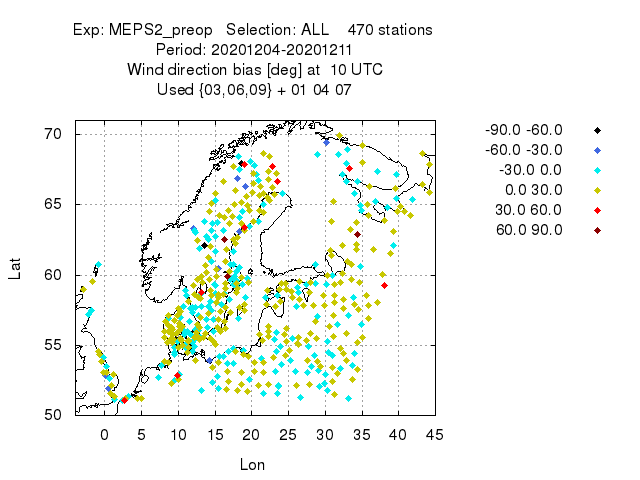 Exp: MEPS2_preop   Selection: ALL    470 stations
Period: 20201204-20201211
Wind direction bias [deg] at  10 UTC
Used {03,06,09} + 01 04 07
-90.0 -60.0
-60.0 -30.0
-30.0 0.0
0.0 30.0
30.0 60.0
60.0 90.0
70
65
60
55
50
Lat
0 5 10 15 20 25 30 35 40 45
Lon